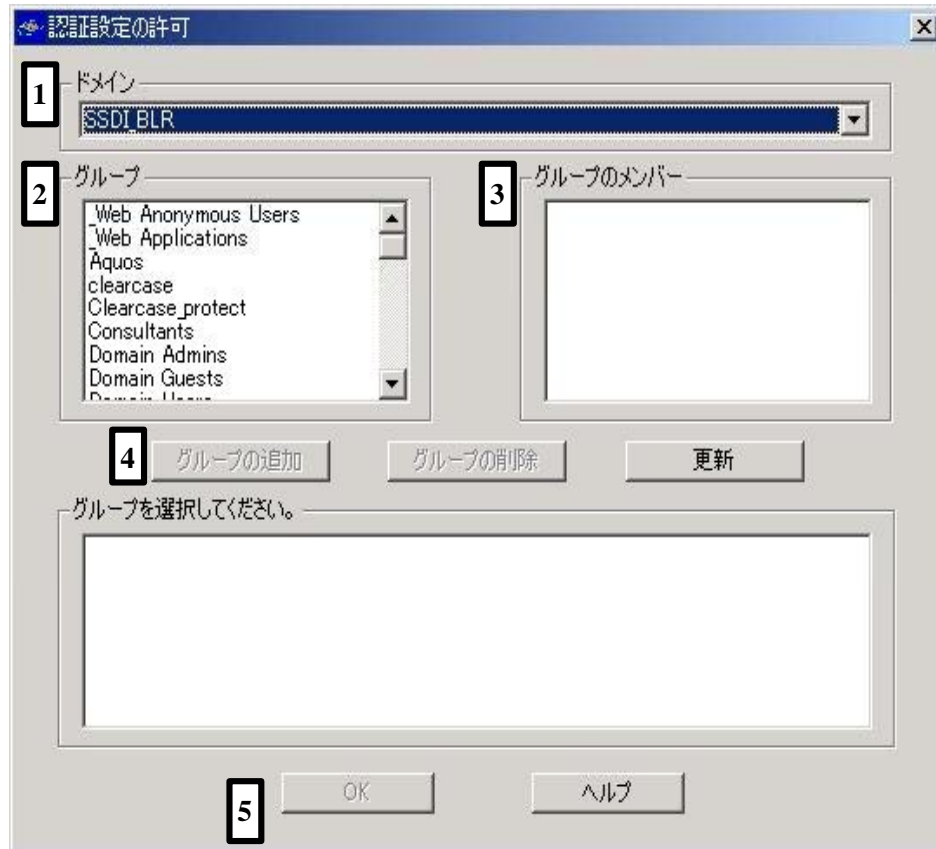 認証設定の許可
1
ドメイン
SSDI_BLR
2
グループ
_Web Anonymous Users
_Web Applications
Aquos
clearcase
Clearcase_protect
Consultants
Domain Admins
Domain Guests
Domain Users
3
グループのメンバー
4
グループの追加
グループの削除
更新
グループを選択してください。
5
OK
ヘルプ